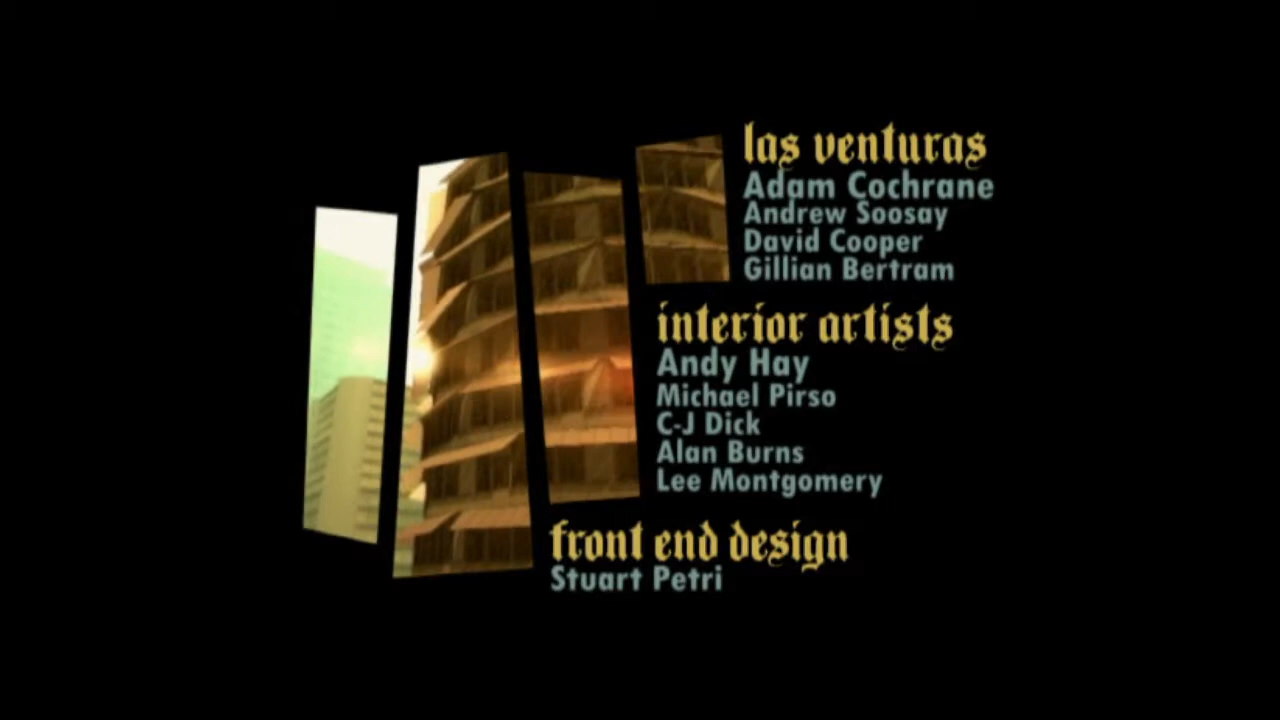 las venturas
Adam Cochrane
Andrew Soosay
David Cooper
Gillian Bertram
interior artists
Andy Hay
Michael Pirso
C-J Dick
Alan Burns
Lee Montgomery
front end design
Stuart Petri